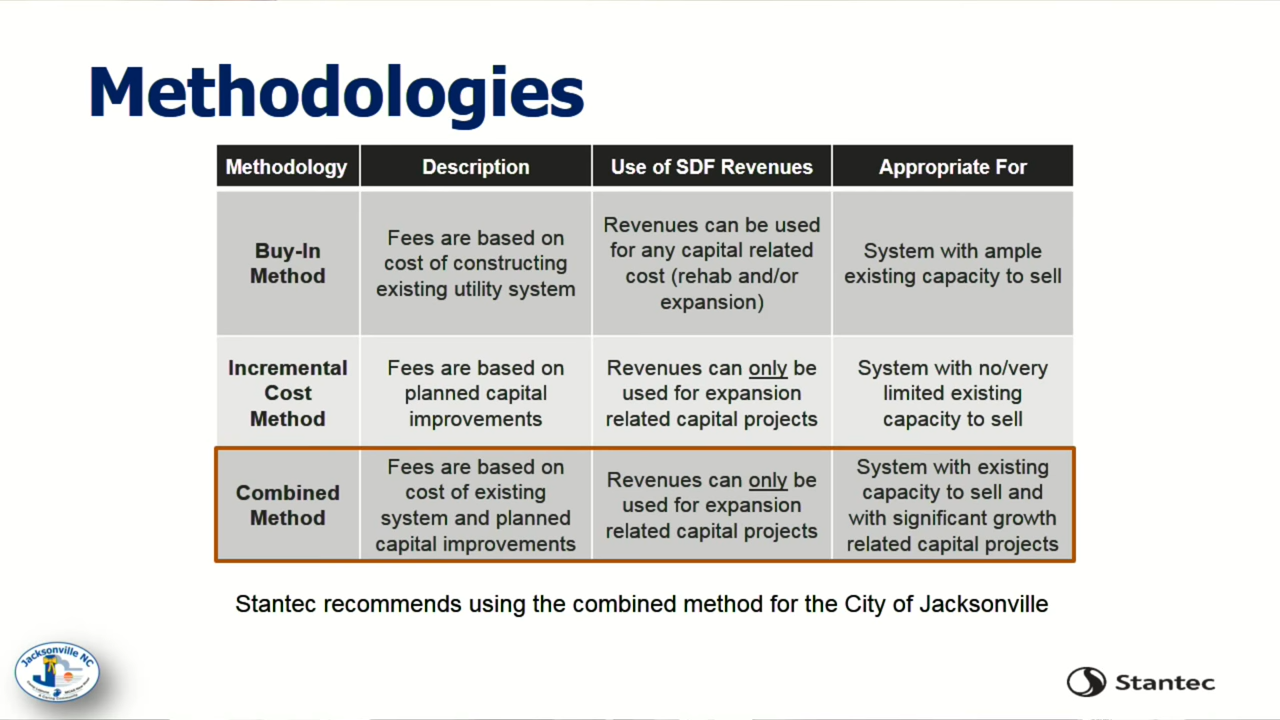 Methodologies
Methodology
Description
Use of SDF Revenues
Appropriate For
Buy-In
Method
Fees are based on
cost of constructing
existing utility system
Revenues can be used
for any capital related
cost (rehab and/or
expansion)
System with ample
existing capacity to sell
Incremental
Cost
Method
Fees are based on
planned capital
improvements
Revenues can only be
used for expansion
related capital projects
System with no/very
limited existing
capacity to sell
Combined
Method
Fees are based on
cost of existing
system and planned
capital improvements
Revenues can only be
used for expansion
related capital projects
System with existing
capacity to sell and
with significant growth
related capital projects
Stantec recommends using the combined method for the City of Jacksonville
Jacksonville NC
Stantec